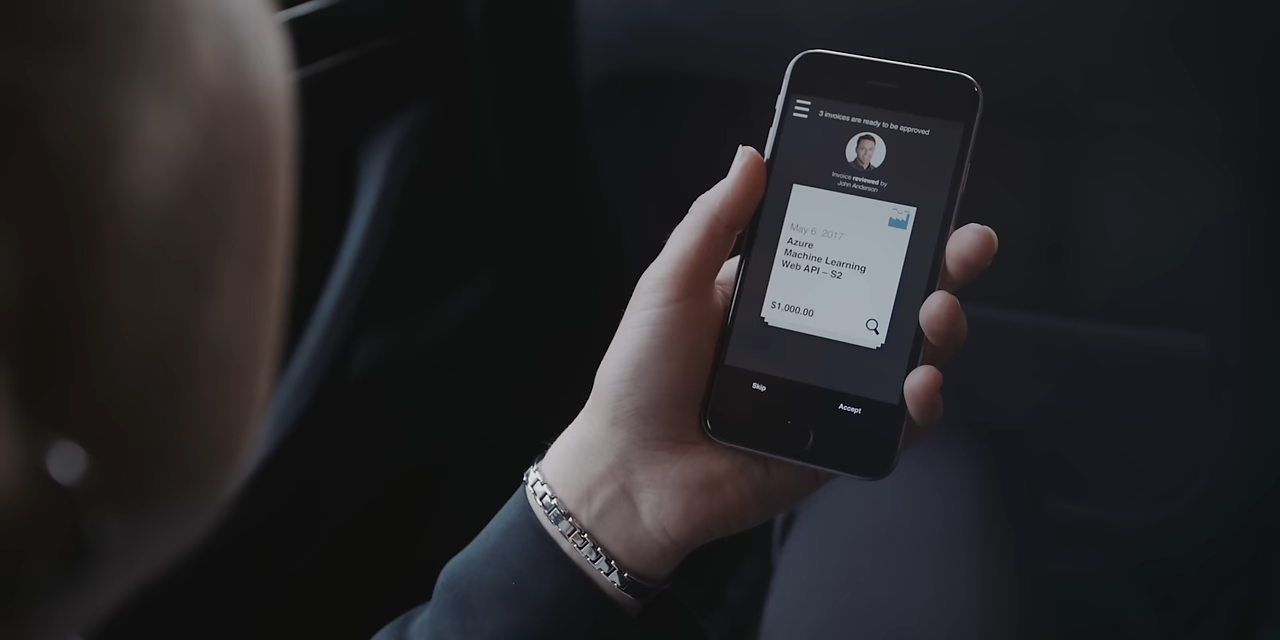 3 invoices are ready to be approved
Invoice reviewed by
John Anderson
May 6, 2017
Azure
Machine Learning
Web API – S2
$1,000.00
Skip
Accept